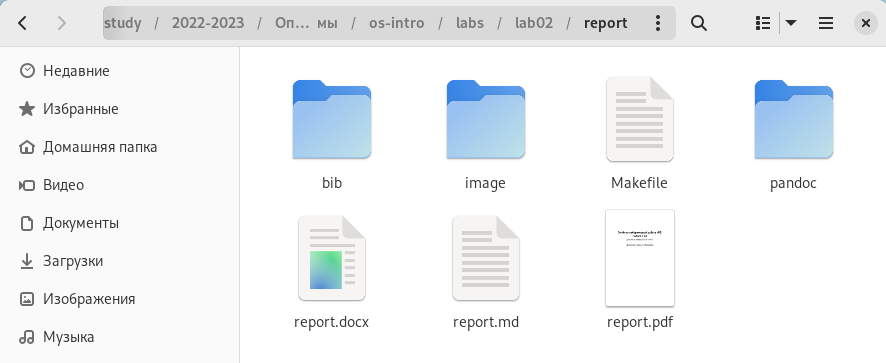 study / 2022-2023 / Оп… мы / os-intro / labs / lab02 / report
Недавние
Избранные
Домашняя папка
Видео
Документы
Загрузки
Изображения
Музыка
bib
image
Makefile
pandoc
report.docx
report.md
report.pdf